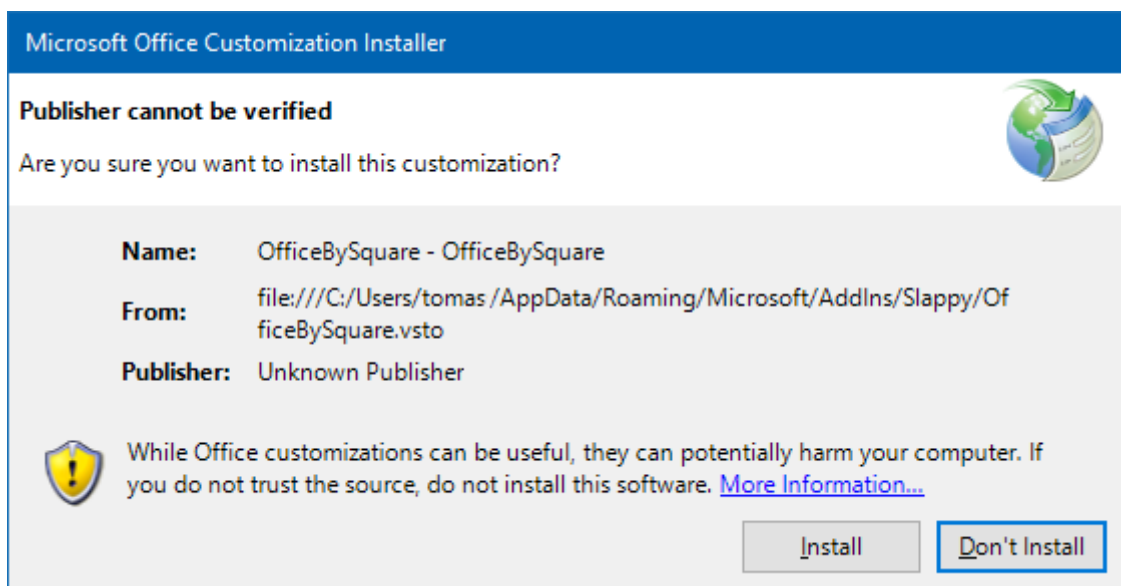 Microsoft Office Customization Installer
Publisher cannot be verified
Are you sure you want to install this customization?
Name: OfficeBySquare - OfficeBySquare
From: file:///C:/Users/tomas/AppData/Roaming/Microsoft/AddIns/Slappy/Of
ficeBySquare.vsto
Publisher: Unknown Publisher
While Office customizations can be useful, they can potentially harm your computer. If
you do not trust the source, do not install this software. More Information...
Install Don't Install